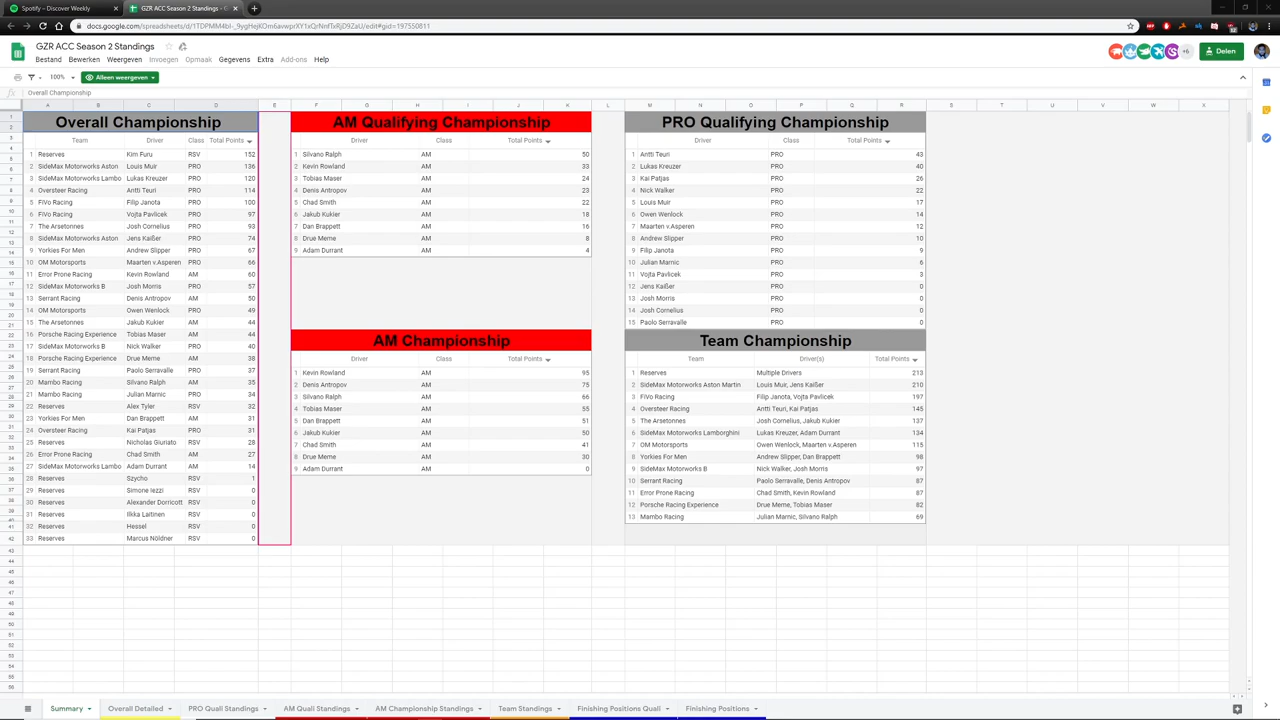 Spotify – Discover Weekly
GZR ACC Season 2 Standings -
GZR ACC Season 2 Standings
Bestand Bewerken Weergeven Invoegen Opmaak Gegevens Extra Add-ons Help
+6 Delen
100% Alleen weergeven
fx Overall Championship
Overall Championship
Team Driver Class Total Points
1 Reserves Kim Furu RSV 152
2 SideMax Motorworks Aston Louis Muir PRO 136
3 SideMax Motorworks Lambo Lukas Kreuzer PRO 120
4 Oversteer Racing Antti Teuri PRO 114
5 FiVo Racing Filip Janota PRO 100
6 FiVo Racing Vojta Pavlicek PRO 97
7 The Arsetonnes Josh Cornelius PRO 93
8 SideMax Motorworks Aston Jens Kaißer PRO 74
9 Yorkies For Men Andrew Slipper PRO 67
10 OM Motorsports Maarten v.Asperen PRO 66
11 Error Prone Racing Kevin Rowland AM 60
12 SideMax Motorworks B Josh Morris PRO 57
13 Serrant Racing Denis Antropov AM 50
14 OM Motorsports Owen Wenlock PRO 49
15 The Arsetonnes Jakub Kukier AM 44
16 Porsche Racing Experience Tobias Maser AM 44
17 SideMax Motorworks B Nick Walker PRO 40
18 Porsche Racing Experience Drue Meme AM 38
19 Serrant Racing Paolo Serravalle PRO 37
20 Mambo Racing Silvano Ralph AM 35
21 Mambo Racing Julian Marnic PRO 34
22 Reserves Alex Tyler RSV 32
23 Yorkies For Men Dan Brappett AM 31
24 Oversteer Racing Kai Patjas PRO 31
25 Reserves Nicholas Giuriato RSV 28
26 Error Prone Racing Chad Smith AM 27
27 SideMax Motorworks Lambo Adam Durrant AM 14
28 Reserves Szycho RSV 1
29 Reserves Simone Iezzi RSV 0
30 Reserves Alexander Dorricott RSV 0
31 Reserves Ilkka Laitinen RSV 0
32 Reserves Hessel RSV 0
33 Reserves Marcus Nöldner RSV 0
AM Qualifying Championship
Driver Class Total Points
1 Silvano Ralph AM 50
2 Kevin Rowland AM 33
3 Tobias Maser AM 24
4 Denis Antropov AM 23
5 Chad Smith AM 22
6 Jakub Kukier AM 18
7 Dan Brappett AM 16
8 Drue Meme AM 8
9 Adam Durrant AM 4
AM Championship
Driver Class Total Points
1 Kevin Rowland AM 95
2 Denis Antropov AM 75
3 Silvano Ralph AM 66
4 Tobias Maser AM 55
5 Dan Brappett AM 51
6 Jakub Kukier AM 50
7 Chad Smith AM 41
8 Drue Meme AM 30
9 Adam Durrant AM 0
PRO Qualifying Championship
Driver Class Total Points
1 Antti Teuri PRO 43
2 Lukas Kreuzer PRO 40
3 Kai Patjas PRO 26
4 Nick Walker PRO 22
5 Louis Muir PRO 17
6 Owen Wenlock PRO 14
7 Maarten v.Asperen PRO 12
8 Andrew Slipper PRO 10
9 Filip Janota PRO 9
10 Julian Marnic PRO 6
11 Vojta Pavlicek PRO 3
12 Jens Kaißer PRO 0
13 Josh Morris PRO 0
14 Josh Cornelius PRO 0
15 Paolo Serravalle PRO 0
Team Championship
Team Driver(s) Total Points
1 Reserves Multiple Drivers 213
2 SideMax Motorworks Aston Martin Louis Muir, Jens Kaißer 210
3 FiVo Racing Filip Janota, Vojta Pavlicek 197
4 Oversteer Racing Antti Teuri, Kai Patjas 145
5 The Arsetonnes Josh Cornelius, Jakub Kukier 137
6 SideMax Motorworks Lamborghini Lukas Kreuzer, Adam Durrant 134
7 OM Motorsports Owen Wenlock, Maarten v.Asperen 115
8 Yorkies For Men Andrew Slipper, Dan Brappett 98
9 SideMax Motorworks B Nick Walker, Josh Morris 97
10 Serrant Racing Paolo Serravalle, Denis Antropov 87
11 Error Prone Racing Chad Smith, Kevin Rowland 87
12 Porsche Racing Experience Drue Meme, Tobias Maser 82
13 Mambo Racing Julian Marnic, Silvano Ralph 69
Summary Overall Detailed PRO Quali Standings AM Quali Standings AM Championship Standings Team Standings Finishing Positions Quali Finishing Positions